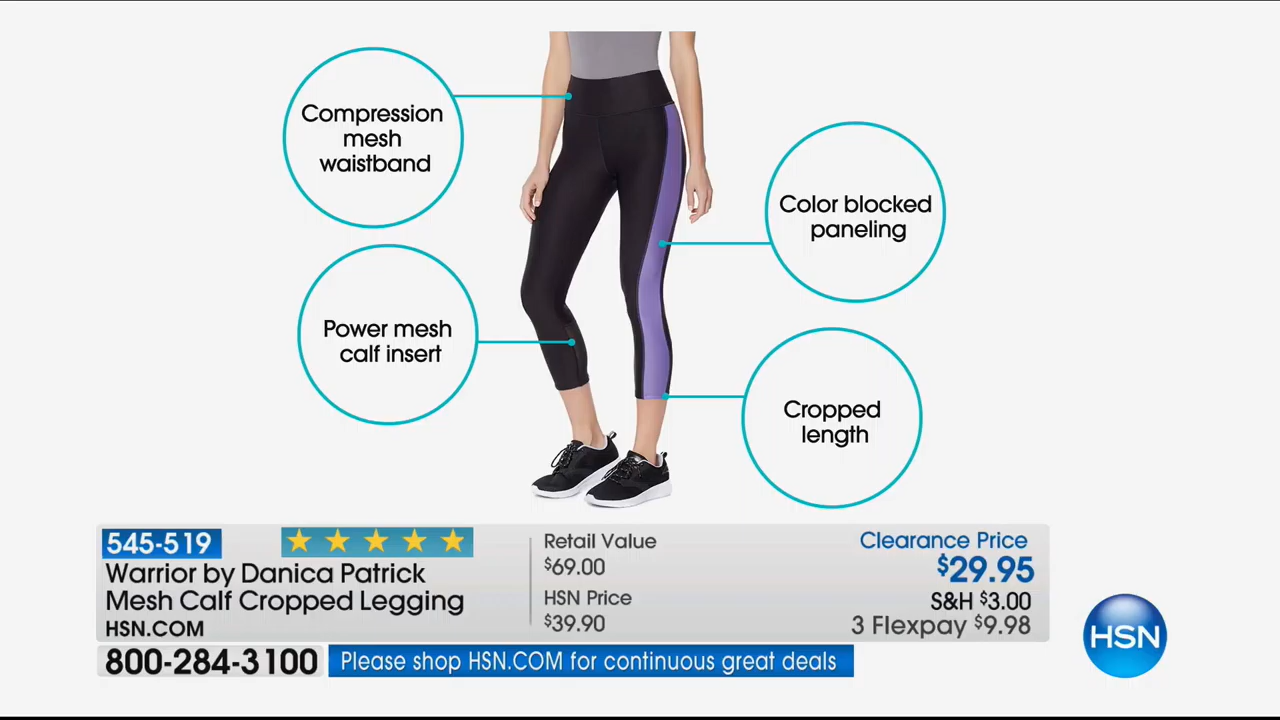 Compression
mesh
waistband
Color blocked
paneling
Power mesh
calf insert
Cropped
length
545-519
Warrior by Danica Patrick
Mesh Calf Cropped Legging
HSN.COM
Retail Value
$69.00
HSN Price
$39.90
Clearance Price
$29.95
S&H $3.00
3 Flexpay $9.98
800-284-3100
Please shop HSN.COM for continuous great deals
HSN